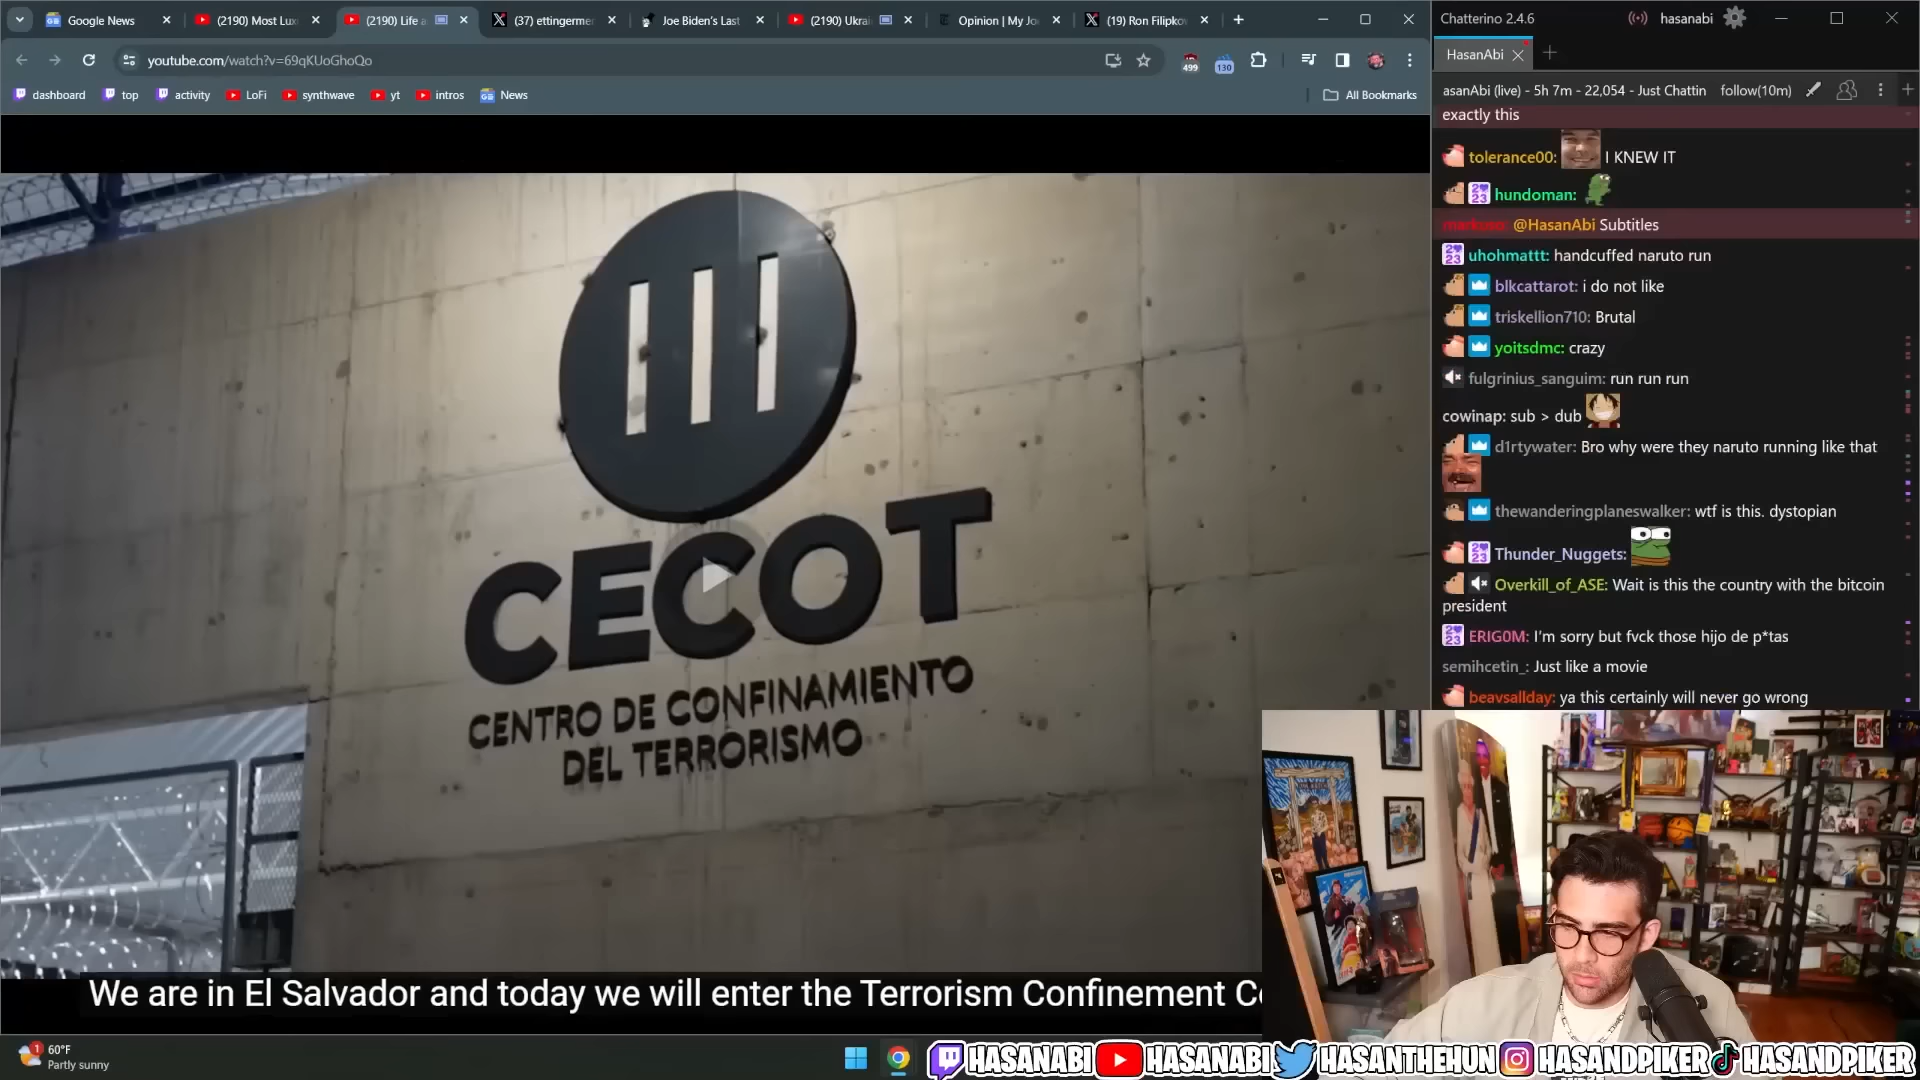 Google News
(2190) Most Lux
(2190) Life a
(37) ettingermer
Joe Biden's Last
(2190) Ukrai
Opinion | My Jo
(19) Ron Filipko
youtube.com/watch?v=69qKUoGhoQo
499
130
dashboard
top
activity
LoFi
synthwave
yt
intros
News
All Bookmarks
CECOT
CENTRO DE CONFINAMIENTO
DEL TERRORISMO
We are in El Salvador and today we will enter the Terrorism Confinement Ce
Chatterino 2.4.6
hasanabi
HasanAbi
asanAbi (live) - 5h 7m - 22,054 - Just Chattin
follow(10m)
exactly this
tolerance00: I KNEW IT
hundoman:
@HasanAbi Subtitles
uhohmattt: handcuffed naruto run
blkcattarot: i do not like
triskellion710: Brutal
yoitsdmc: crazy
fulgrinius_sanguim: run run run
cowinap: sub > dub
d1rtywater: Bro why were they naruto running like that
thewanderingplaneswalker: wtf is this. dystopian
Thunder_Nuggets:
Overkill_of_ASE: Wait is this the country with the bitcoin
president
ERIG0M: I'm sorry but fvck those hijo de p*tas
semihcetin_: Just like a movie
beavsallday: ya this certainly will never go wrong
1
60°F
Partly sunny
HASANABI
HASANABI
HASANTHEHUN
HASANDPIKER
HASANDPIKER